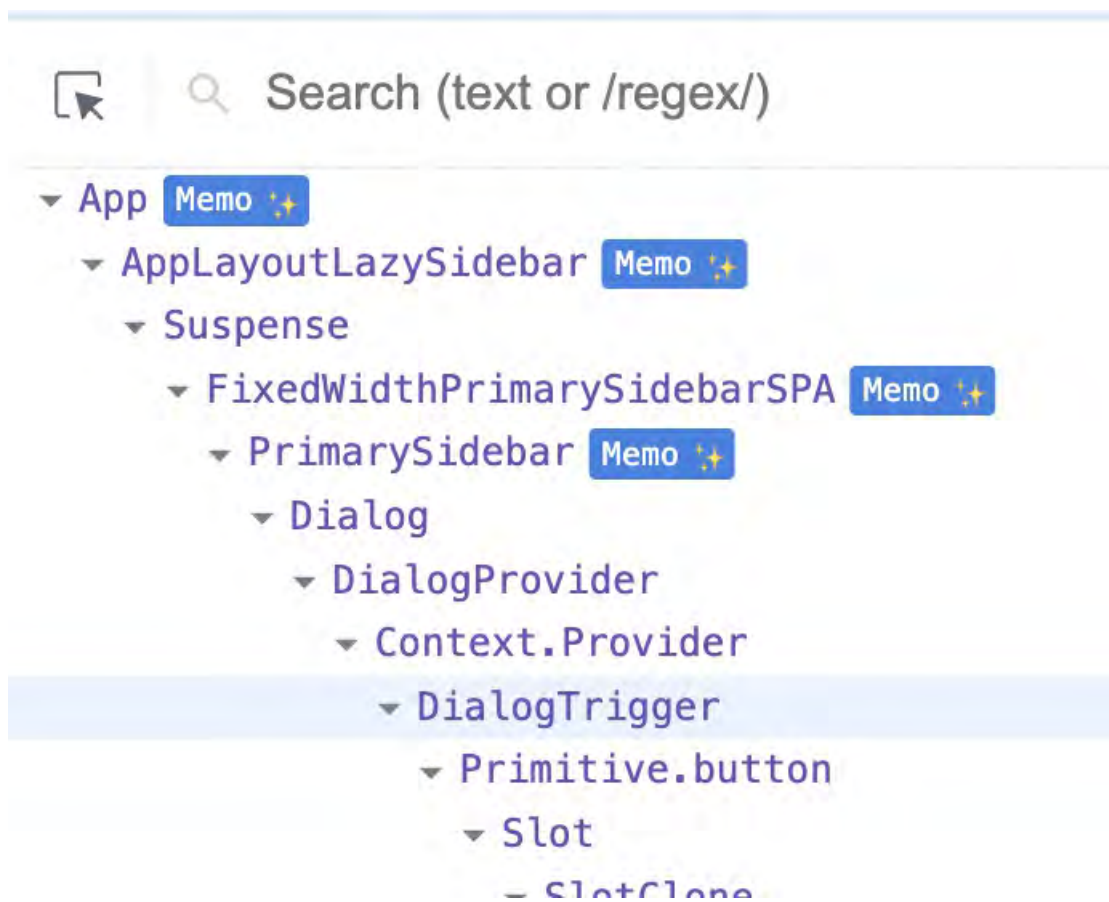 Search (text or /regex/)
App Memo ✨
AppLayoutLazySidebar Memo ✨
Suspense
FixedWidthPrimarySidebarSPA Memo ✨
PrimarySidebar Memo ✨
Dialog
DialogProvider
Context.Provider
DialogTrigger
Primitive.button
Slot
SlotClone